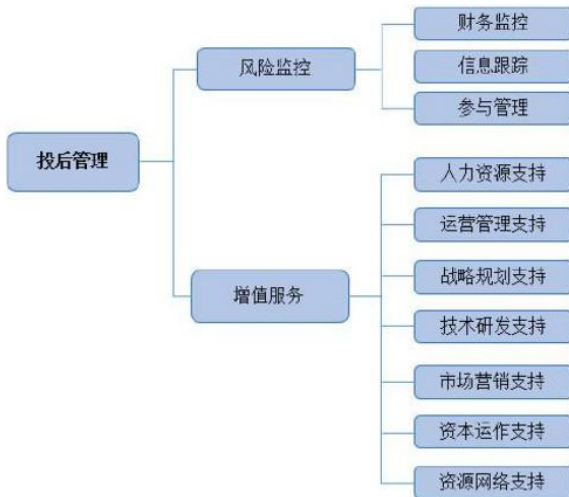 财务监控
风险监控
信息跟踪
参与管理
投后管理
人力资源支持
运营管理支持
战略规划支持
增值服务
技术研发支持
市场营销支持
资本运作支持
资源网络支持